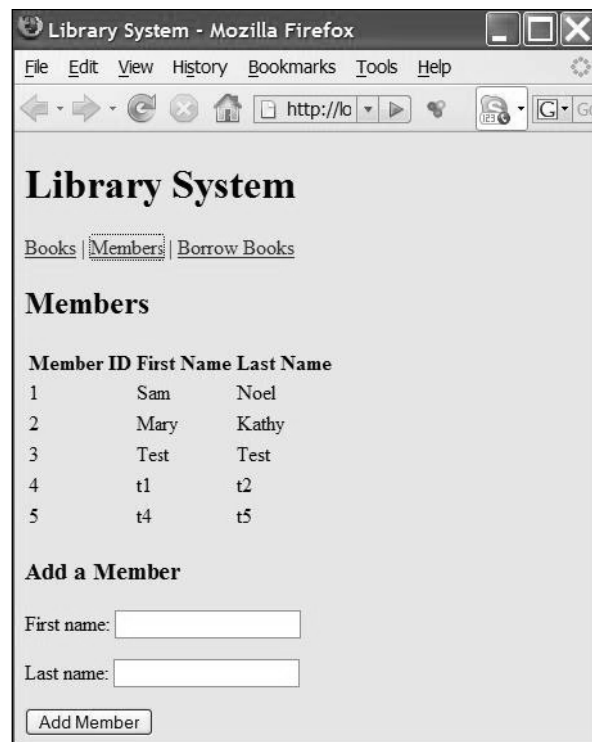 Library System - Mozilla Firefox
File Edit View History Bookmarks Tools Help
http://lo G Go
Library System
Books | Members | Borrow Books
Members
Member ID First Name Last Name
1 Sam Noel
2 Mary Kathy
3 Test Test
4 t1 t2
5 t4 t5
Add a Member
First name:
Last name:
Add Member